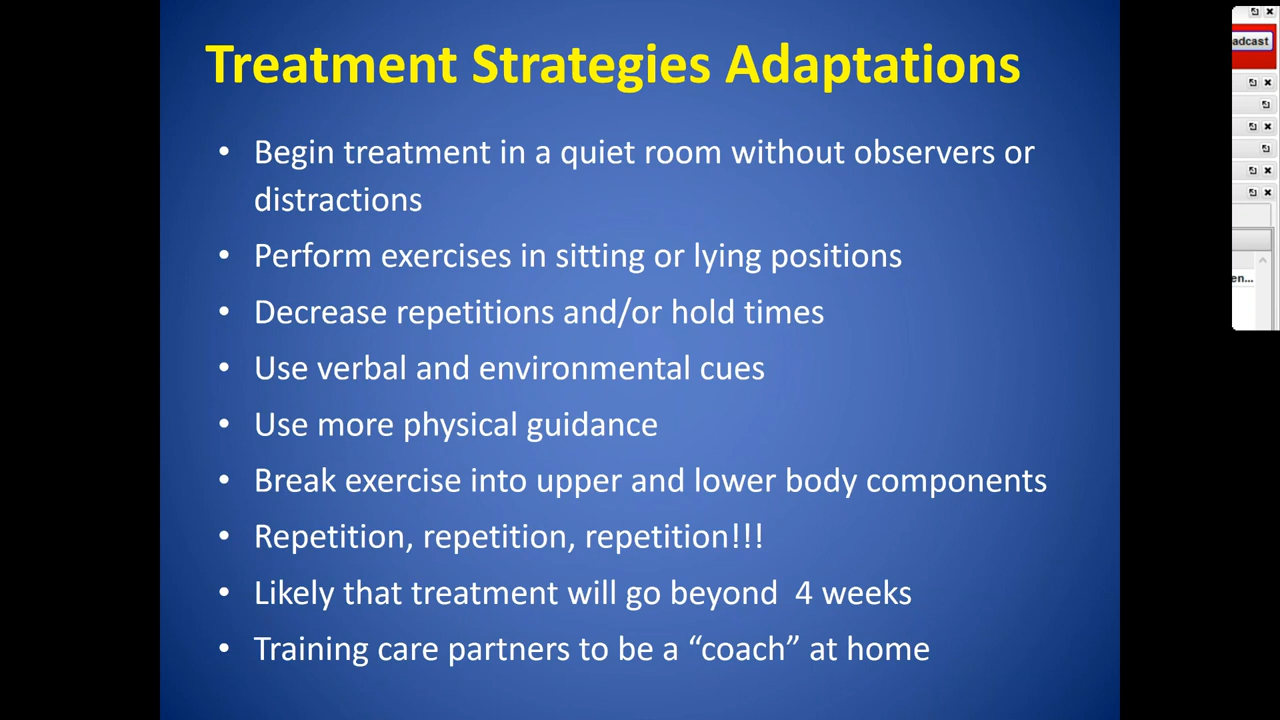 Treatment Strategies Adaptations
• Begin treatment in a quiet room without observers or
distractions
• Perform exercises in sitting or lying positions
• Decrease repetitions and/or hold times
• Use verbal and environmental cues
• Use more physical guidance
• Break exercise into upper and lower body components
• Repetition, repetition, repetition!!!
• Likely that treatment will go beyond  4 weeks
• Training care partners to be a “coach” at home
adcast
en...